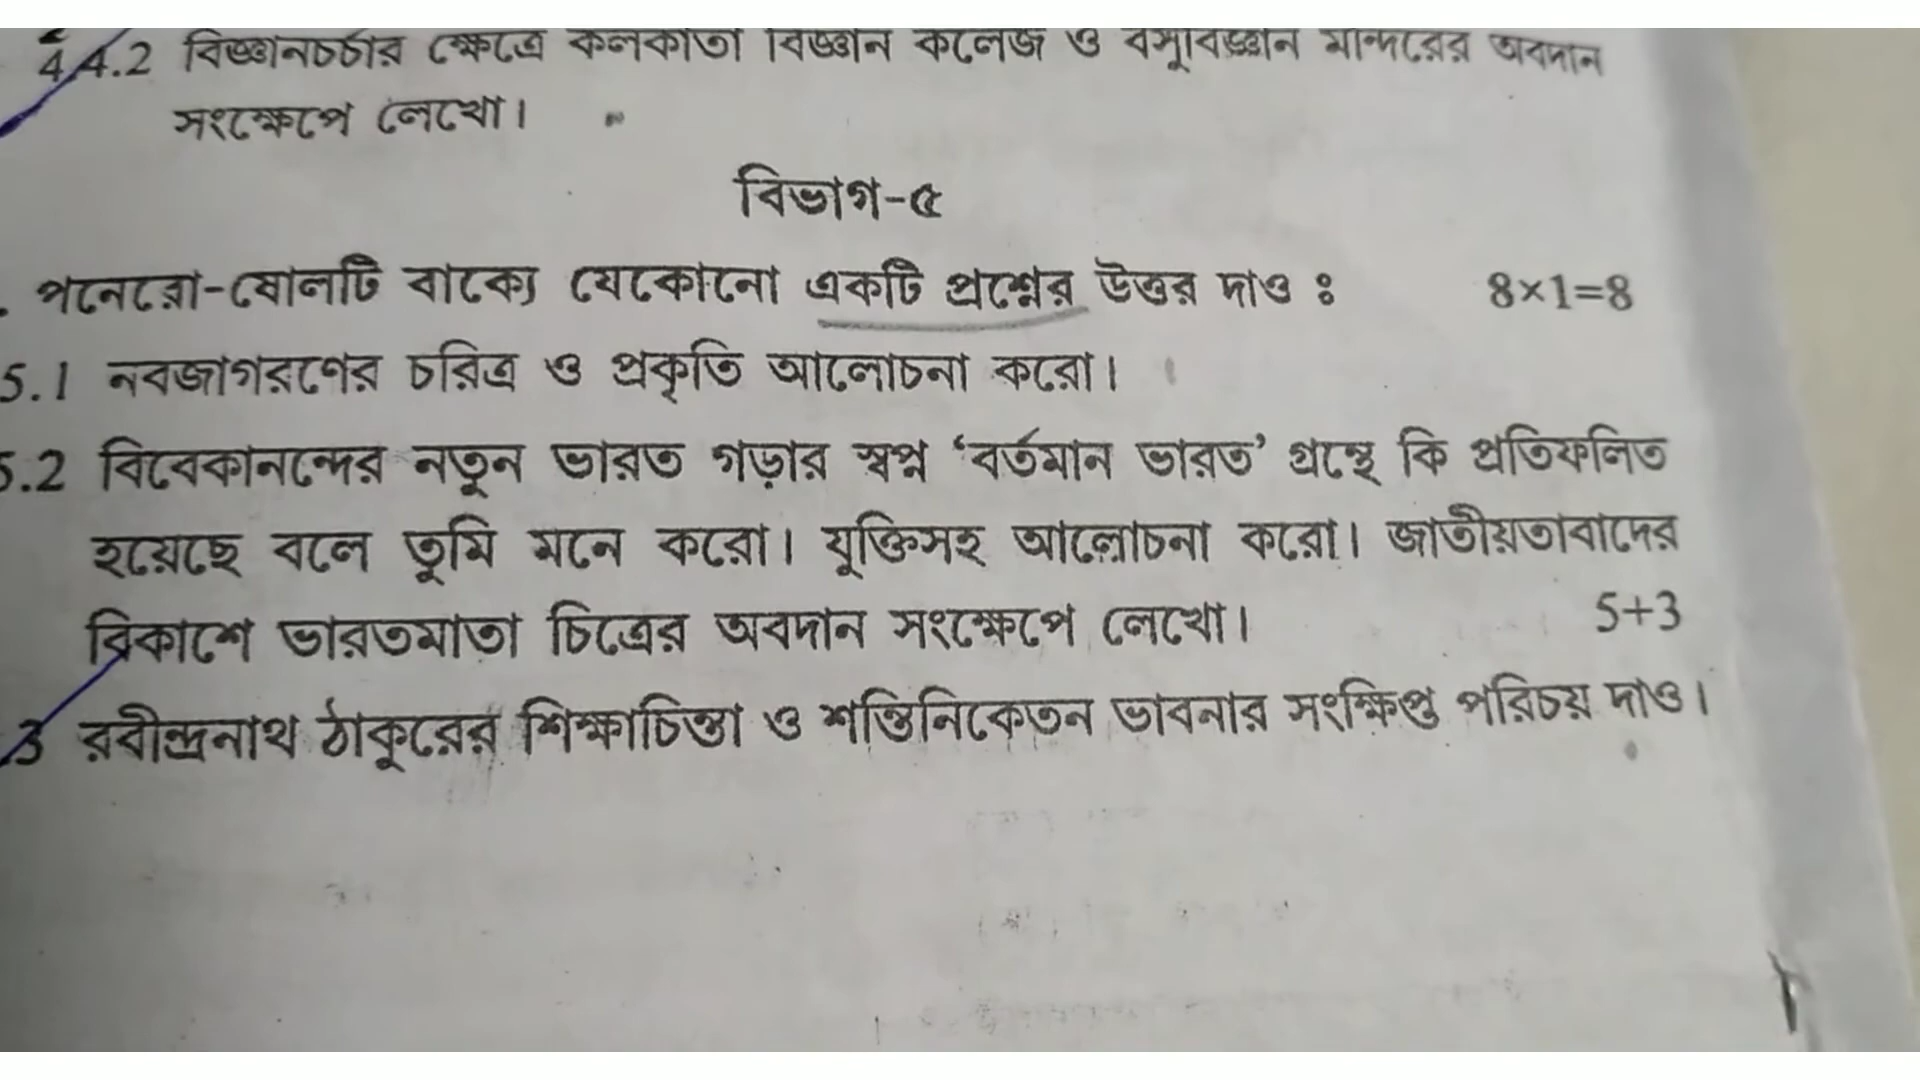 4.4.2 বিজ্ঞানচর্চার ক্ষেত্রে কলকাতা বিজ্ঞান কলেজ ও বসুবিজ্ঞান মন্দিরের অবদান
সংক্ষেপে লেখো।
বিভাগ-৫
. পনেরো-ষোলটি বাক্যে যেকোনো একটি প্রশ্নের উত্তর দাও ঃ 8×1=8
5.1 নবজাগরণের চরিত্র ও প্রকৃতি আলোচনা করো।
5.2 বিবেকানন্দের নতুন ভারত গড়ার স্বপ্ন ‘বর্তমান ভারত’ গ্রন্থে কি প্রতিফলিত
হয়েছে বলে তুমি মনে করো। যুক্তিসহ আলোচনা করো। জাতীয়তাবাদের
বিকাশে ভারতমাতা চিত্রের অবদান সংক্ষেপে লেখো। 5+3
3 রবীন্দ্রনাথ ঠাকুরের শিক্ষাচিন্তা ও শান্তিনিকেতন ভাবনার সংক্ষিপ্ত পরিচয় দাও।